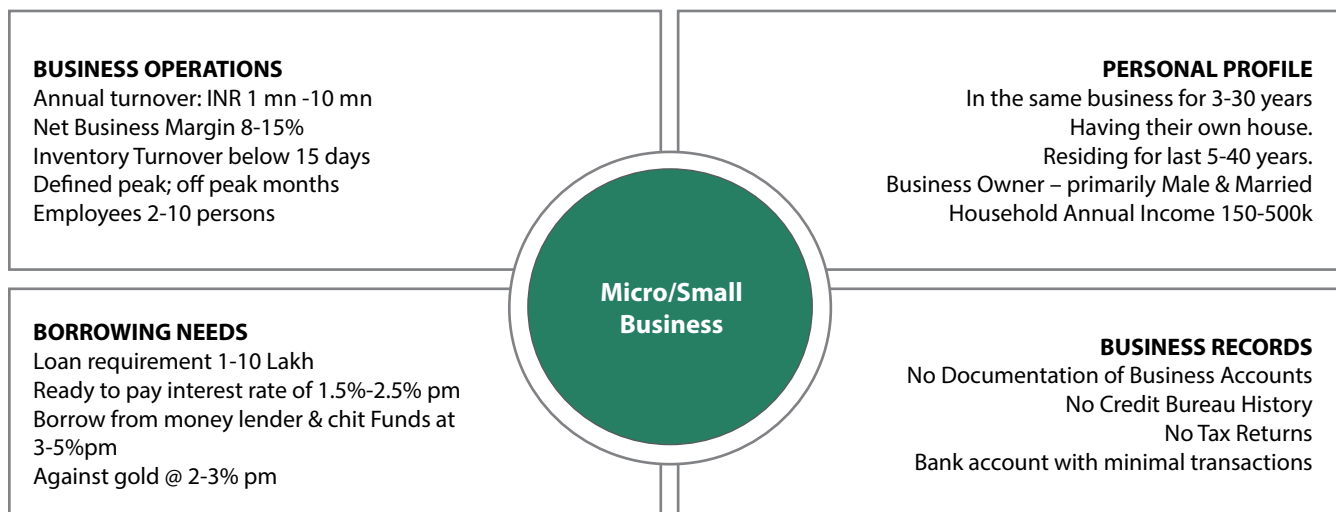 BUSINESS OPERATIONS
Annual turnover: INR 1 mn -10 mn
Net Business Margin 8-15%
Inventory Turnover below 15 days
Defined peak; off peak months
Employees 2-10 persons
PERSONAL PROFILE
In the same business for 3-30 years
Having their own house.
Residing for last 5-40 years.
Business Owner – primarily Male & Married
Household Annual Income 150-500k
Micro/Small
Business
BORROWING NEEDS
Loan requirement 1-10 Lakh
Ready to pay interest rate of 1.5%-2.5% pm
Borrow from money lender & chit Funds at
3-5%pm
Against gold @ 2-3% pm
BUSINESS RECORDS
No Documentation of Business Accounts
No Credit Bureau History
No Tax Returns
Bank account with minimal transactions